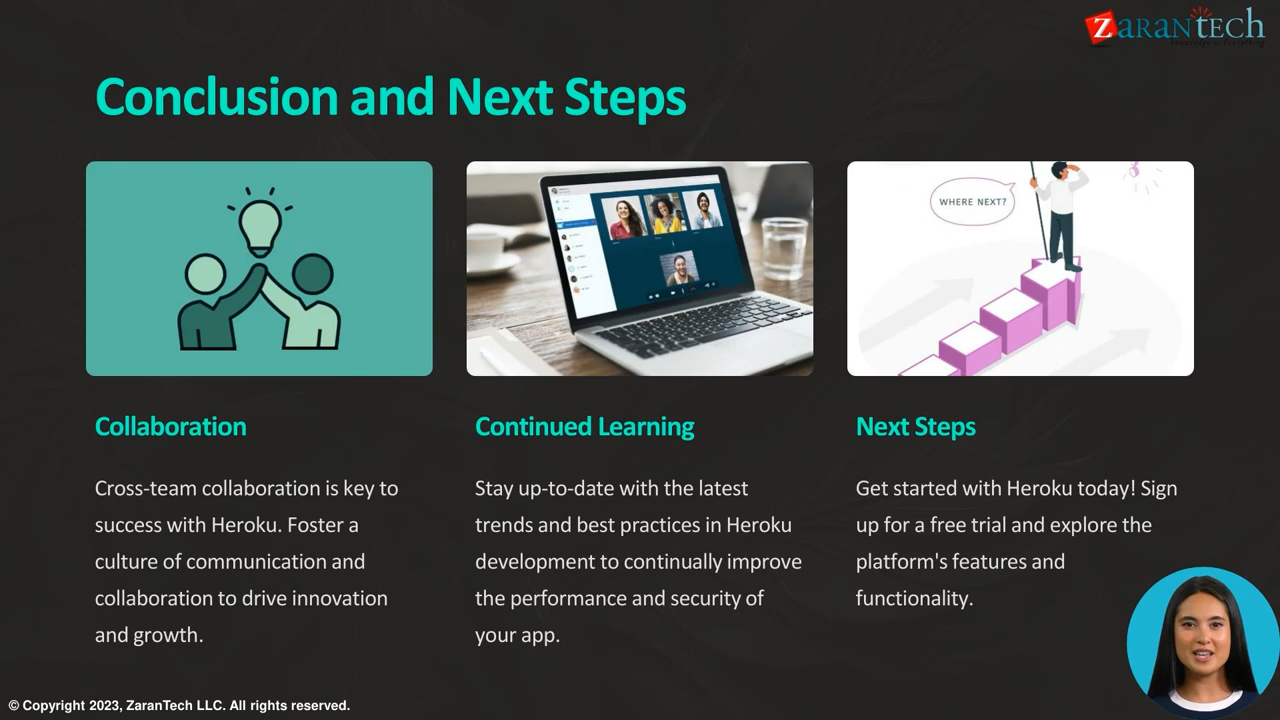 ZARANTECH
Conclusion and Next Steps
WHERE NEXT?
Collaboration
Cross-team collaboration is key to
success with Heroku. Foster a
culture of communication and
collaboration to drive innovation
and growth.
Continued Learning
Stay up-to-date with the latest
trends and best practices in Heroku
development to continually improve
the performance and security of
your app.
Next Steps
Get started with Heroku today! Sign
up for a free trial and explore the
platform's features and
functionality.
© Copyright 2023, ZaranTech LLC. All rights reserved.